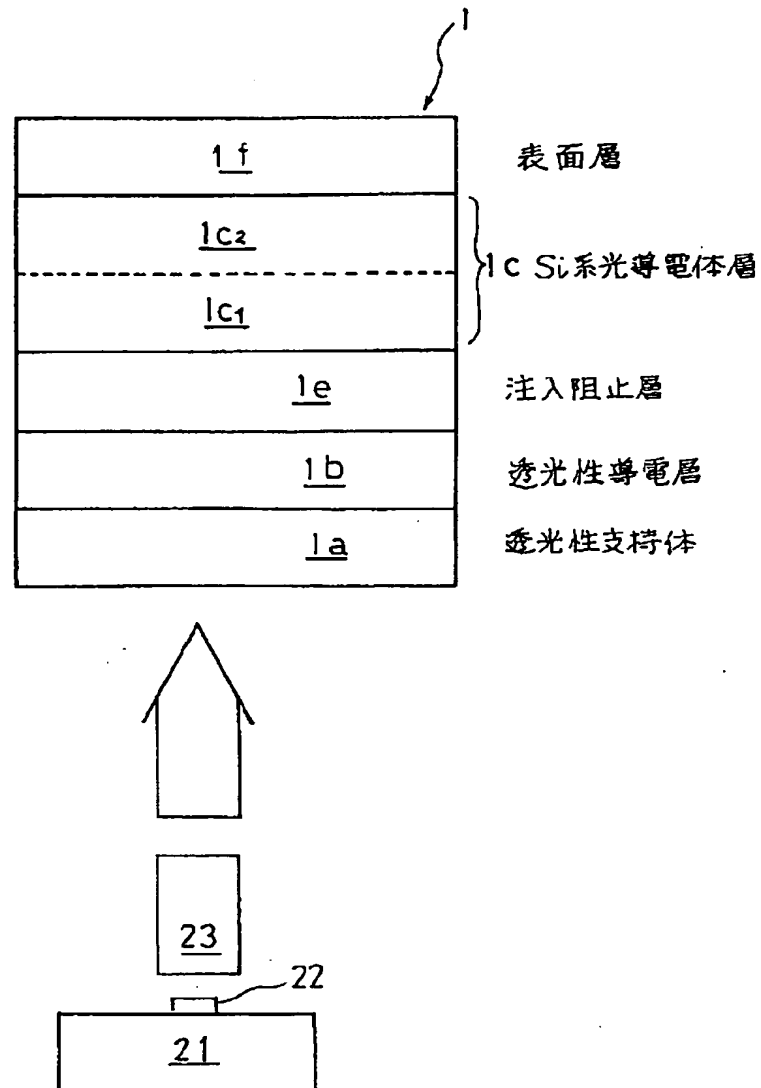 1
1f 表面層
1c2
1c Si系光導電体層
1c1
1e 注入阻止層
1b 透光性導電層
1a 透光性支持体
23
22
21